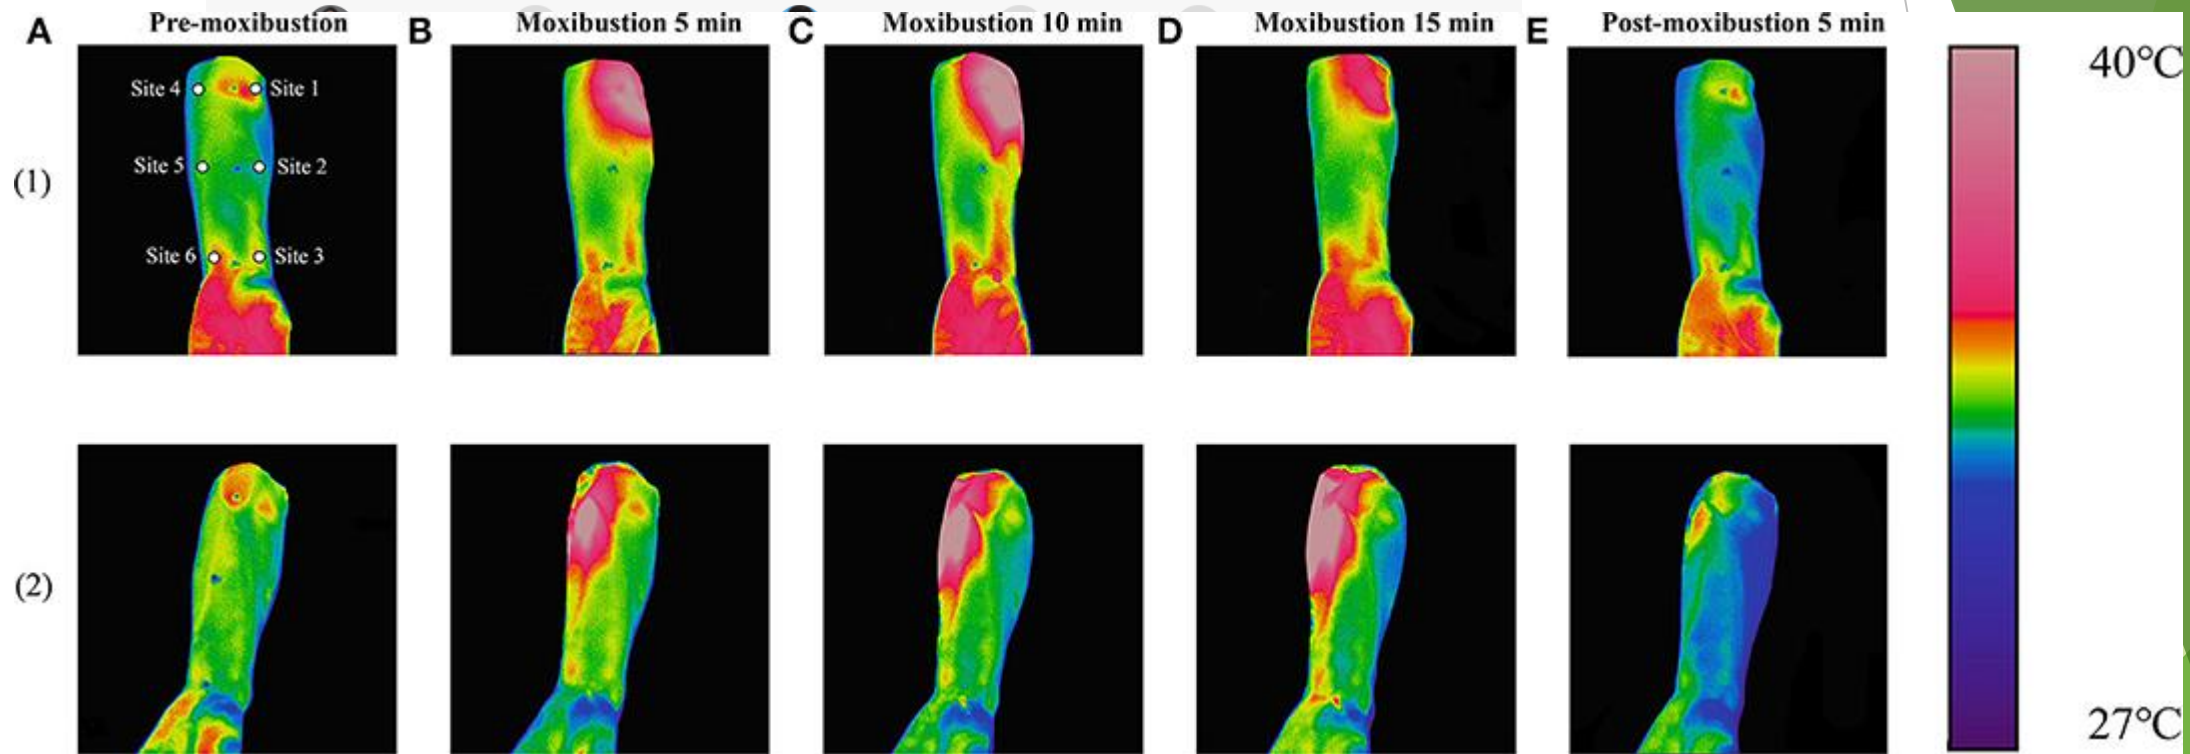 A Pre-moxibustion B Moxibustion 5 min C Moxibustion 10 min D Moxibustion 15 min E Post-moxibustion 5 min
40°C
Site 4 Site 1
Site 5 Site 2
(1)
Site 6 Site 3
(2)
27°C